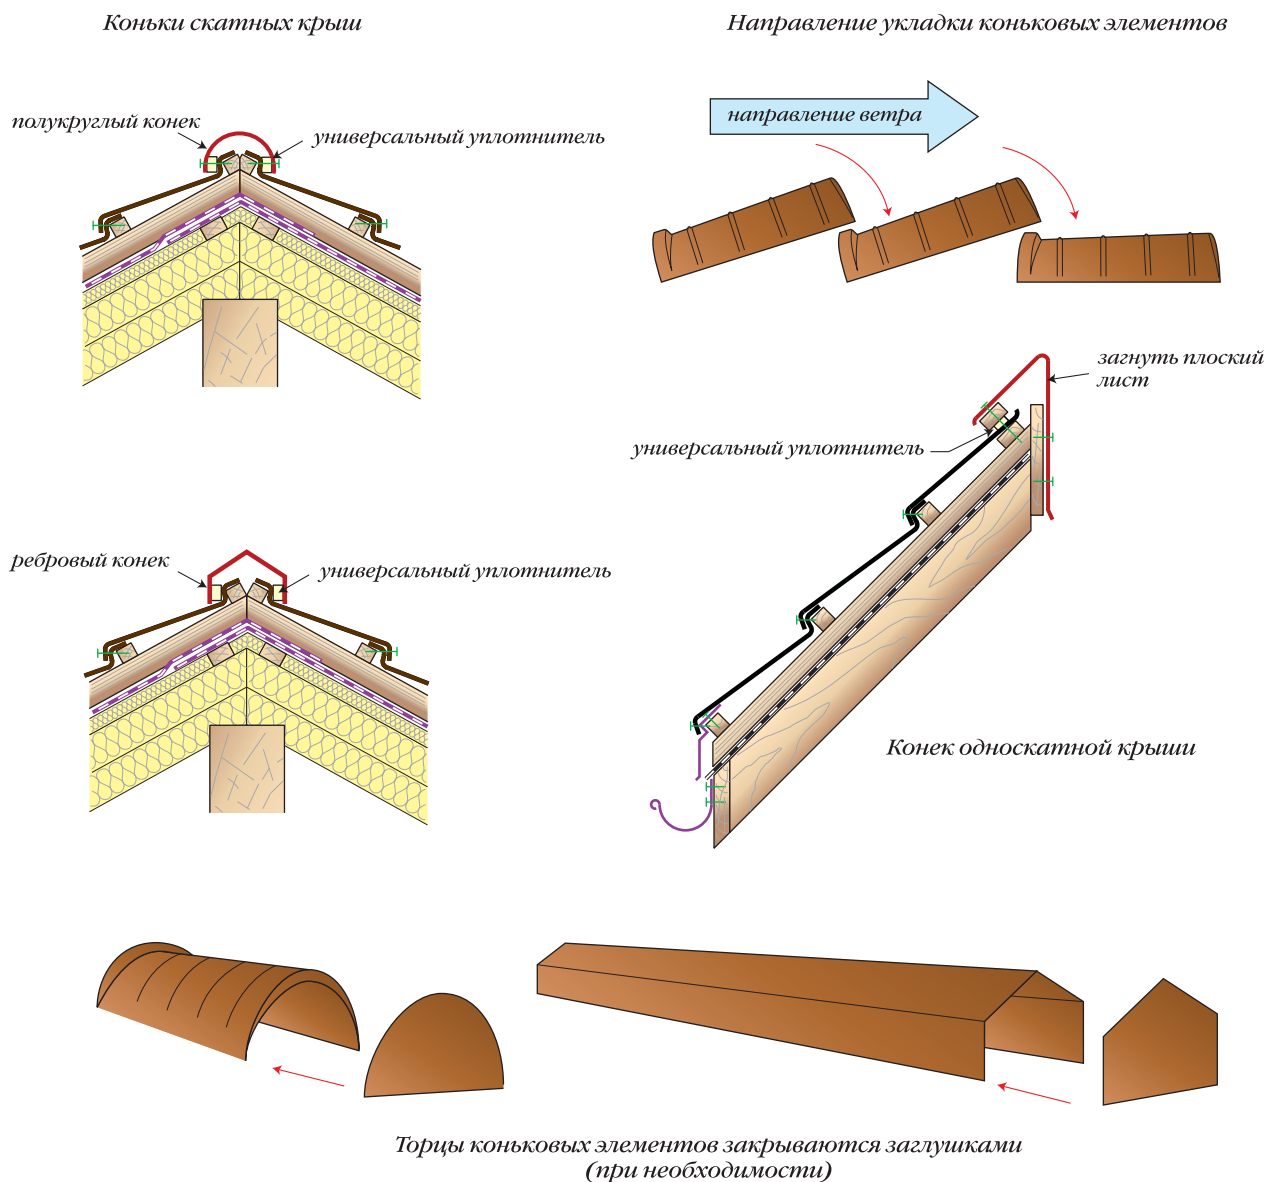 Коньки скатных крыш
Направление укладки коньковых элементов
полукруглый конек
универсальный уплотнитель
направление ветра
загнуть плоский
лист
универсальный уплотнитель
ребровый конек
универсальный уплотнитель
Конек односкатной крыши
Торцы коньковых элементов закрываются заглушками
(при необходимости)